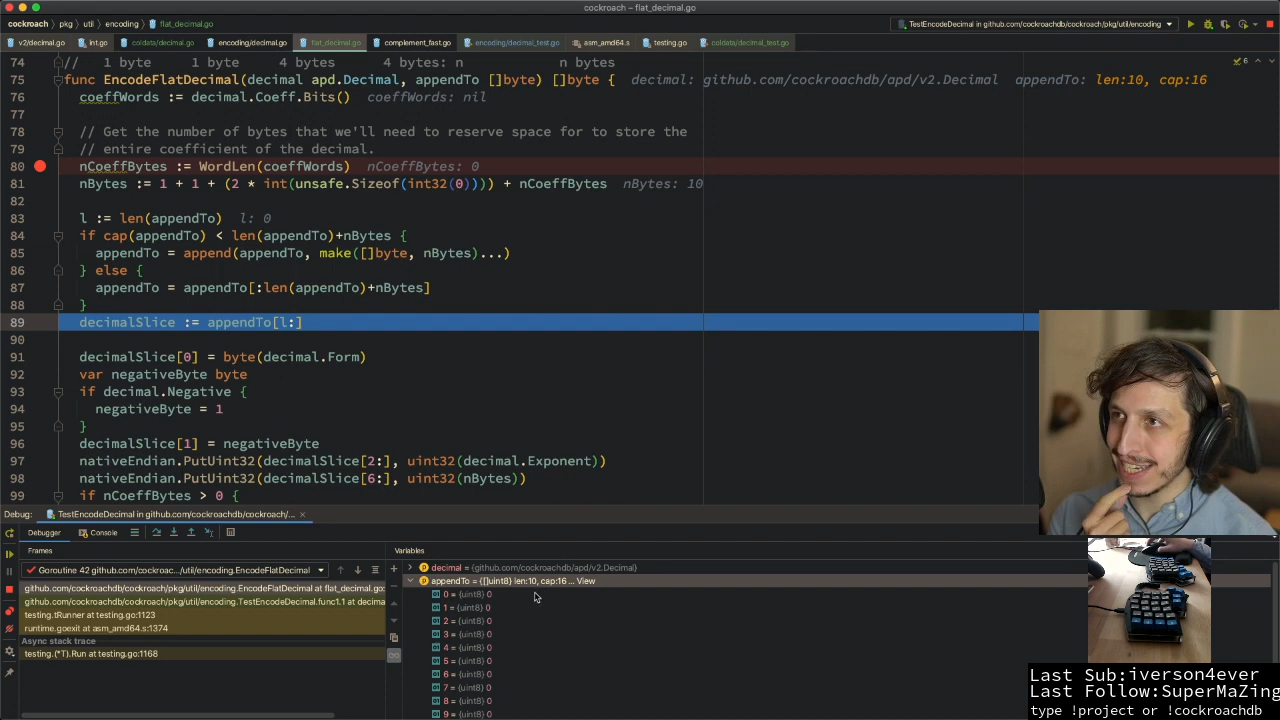 cockroach – flat_decimal.go
cockroach › pkg › util › encoding › flat_decimal.go
TestEncodeDecimal in github.com/cockroachdb/cockroach/pkg/util/encoding
v2/decimal.go int.go coldata/decimal.go encoding/decimal.go flat_decimal.go complement_fast.go encoding/decimal_test.go asm_amd64.s testing.go coldata/decimal_test.go
74 // 1 byte 1 byte 4 bytes 4 bytes: n n bytes
75 func EncodeFlatDecimal(decimal apd.Decimal, appendTo []byte) []byte { decimal: github.com/cockroachdb/apd/v2.Decimal appendTo: len:10, cap:16
6
76 coeffWords := decimal.Coeff.Bits() coeffWords: nil
77
78 // Get the number of bytes that we'll need to reserve space for to store the
79 // entire coefficient of the decimal.
80 nCoeffBytes := WordLen(coeffWords) nCoeffBytes: 0
81 nBytes := 1 + 1 + (2 * int(unsafe.Sizeof(int32(0)))) + nCoeffBytes nBytes: 10
82
83 l := len(appendTo) l: 0
84 if cap(appendTo) < len(appendTo)+nBytes {
85 appendTo = append(appendTo, make([]byte, nBytes)...)
86 } else {
87 appendTo = appendTo[:len(appendTo)+nBytes]
88 }
89 decimalSlice := appendTo[l:]
90
91 decimalSlice[0] = byte(decimal.Form)
92 var negativeByte byte
93 if decimal.Negative {
94 negativeByte = 1
95 }
96 decimalSlice[1] = negativeByte
97 nativeEndian.PutUint32(decimalSlice[2:], uint32(decimal.Exponent))
98 nativeEndian.PutUint32(decimalSlice[6:], uint32(nBytes))
99 if nCoeffBytes > 0 {
Debug: TestEncodeDecimal in github.com/cockroachdb/cockroach/...
Debugger Console
Frames
Goroutine 42 github.com/cockroac.../util/encoding.EncodeFlatDecimal
github.com/cockroachdb/cockroach/pkg/util/encoding.EncodeFlatDecimal at flat_decimal.go:
github.com/cockroachdb/cockroach/pkg/util/encoding.TestEncodeDecimal.func1.1 at decima
testing.tRunner at testing.go:1123
runtime.goexit at asm_amd64.s:1374
Async stack trace
testing.(*T).Run at testing.go:1168
Variables
decimal = {github.com/cockroachdb/apd/v2.Decimal}
appendTo = {[]uint8} len:10, cap:16 ... View
0 = {uint8} 0
1 = {uint8} 0
2 = {uint8} 0
3 = {uint8} 0
4 = {uint8} 0
5 = {uint8} 0
6 = {uint8} 0
7 = {uint8} 0
8 = {uint8} 0
9 = {uint8} 0
Last Sub:iverson4ever
Last Follow:SuperMaZing
type !project or !cockroachdb